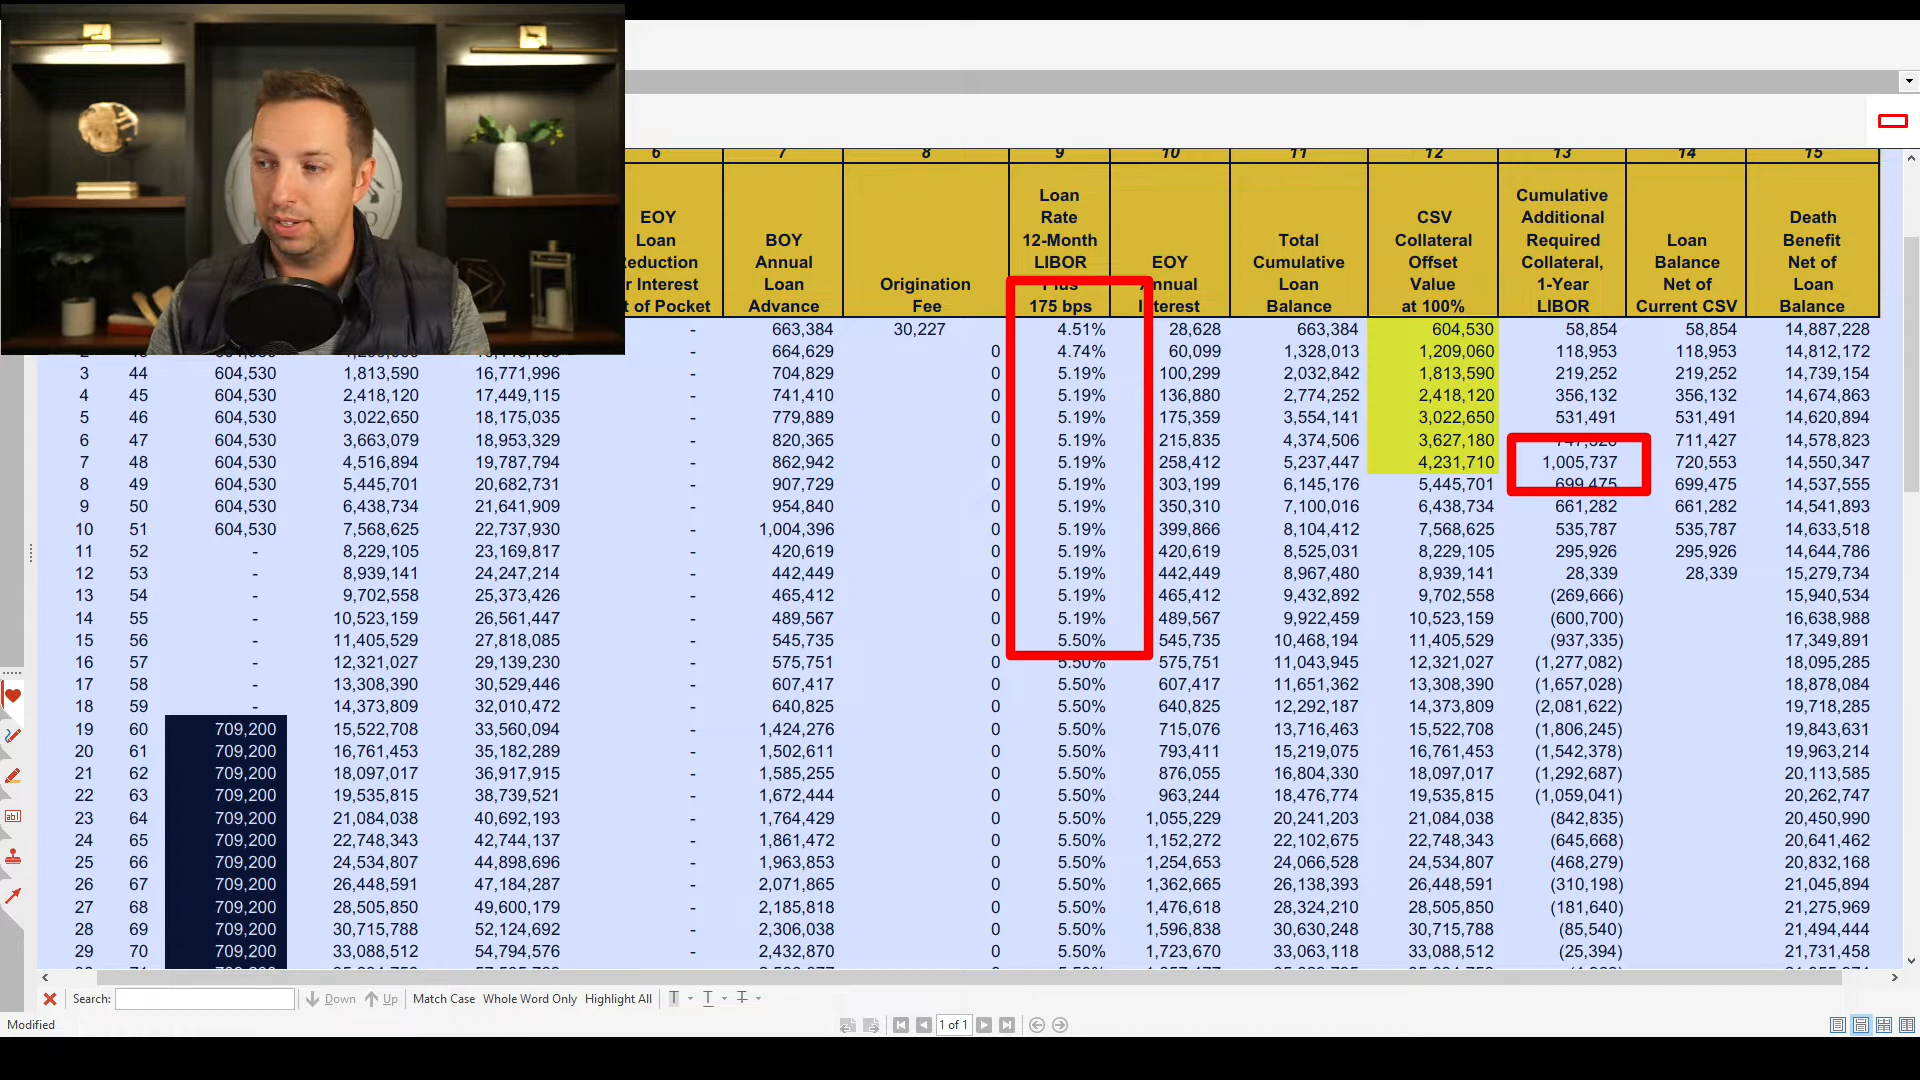 6 7 8 9 10 11 12 13 14 15
EOY Loan Reduction r Interest t of Pocket
BOY Annual Loan Advance
Origination Fee
Loan Rate 12-Month LIBOR Plus 175 bps
EOY Annual Interest
Total Cumulative Loan Balance
CSV Collateral Offset Value at 100%
Cumulative Additional Required Collateral, 1-Year LIBOR
Loan Balance Net of Current CSV
Death Benefit Net of Loan Balance
- 663,384 30,227 4.51% 28,628 663,384 604,530 58,854 58,854 14,887,228
- 664,629 0 4.74% 60,099 1,328,013 1,209,060 118,953 118,953 14,812,172
3 44 604,530 1,813,590 16,771,996 - 704,829 0 5.19% 100,299 2,032,842 1,813,590 219,252 219,252 14,739,154
4 45 604,530 2,418,120 17,449,115 - 741,410 0 5.19% 136,880 2,774,252 2,418,120 356,132 356,132 14,674,863
5 46 604,530 3,022,650 18,175,035 - 779,889 0 5.19% 175,359 3,554,141 3,022,650 531,491 531,491 14,620,894
6 47 604,530 3,663,079 18,953,329 - 820,365 0 5.19% 215,835 4,374,506 3,627,180 711,427 14,578,823
7 48 604,530 4,516,894 19,787,794 - 862,942 0 5.19% 258,412 5,237,447 4,231,710 1,005,737 720,553 14,550,347
8 49 604,530 5,445,701 20,682,731 - 907,729 0 5.19% 303,199 6,145,176 5,445,701 699,475 699,475 14,537,555
9 50 604,530 6,438,734 21,641,909 - 954,840 0 5.19% 350,310 7,100,016 6,438,734 661,282 661,282 14,541,893
10 51 604,530 7,568,625 22,737,930 - 1,004,396 0 5.19% 399,866 8,104,412 7,568,625 535,787 535,787 14,633,518
11 52 - 8,229,105 23,169,817 - 420,619 0 5.19% 420,619 8,525,031 8,229,105 295,926 295,926 14,644,786
12 53 - 8,939,141 24,247,214 - 442,449 0 5.19% 442,449 8,967,480 8,939,141 28,339 28,339 15,279,734
13 54 - 9,702,558 25,373,426 - 465,412 0 5.19% 465,412 9,432,892 9,702,558 (269,666) 15,940,534
14 55 - 10,523,159 26,561,447 - 489,567 0 5.19% 489,567 9,922,459 10,523,159 (600,700) 16,638,988
15 56 - 11,405,529 27,818,085 - 545,735 0 5.50% 545,735 10,468,194 11,405,529 (937,335) 17,349,891
16 57 - 12,321,027 29,139,230 - 575,751 0 5.50% 575,751 11,043,945 12,321,027 (1,277,082) 18,095,285
17 58 - 13,308,390 30,529,446 - 607,417 0 5.50% 607,417 11,651,362 13,308,390 (1,657,028) 18,878,084
18 59 - 14,373,809 32,010,472 - 640,825 0 5.50% 640,825 12,292,187 14,373,809 (2,081,622) 19,718,285
19 60 709,200 15,522,708 33,560,094 - 1,424,276 0 5.50% 715,076 13,716,463 15,522,708 (1,806,245) 19,843,631
20 61 709,200 16,761,453 35,182,289 - 1,502,611 0 5.50% 793,411 15,219,075 16,761,453 (1,542,378) 19,963,214
21 62 709,200 18,097,017 36,917,915 - 1,585,255 0 5.50% 876,055 16,804,330 18,097,017 (1,292,687) 20,113,585
22 63 709,200 19,535,815 38,739,521 - 1,672,444 0 5.50% 963,244 18,476,774 19,535,815 (1,059,041) 20,262,747
23 64 709,200 21,084,038 40,692,193 - 1,764,429 0 5.50% 1,055,229 20,241,203 21,084,038 (842,835) 20,450,990
24 65 709,200 22,748,343 42,744,137 - 1,861,472 0 5.50% 1,152,272 22,102,675 22,748,343 (645,668) 20,641,462
25 66 709,200 24,534,807 44,898,696 - 1,963,853 0 5.50% 1,254,653 24,066,528 24,534,807 (468,279) 20,832,168
26 67 709,200 26,448,591 47,184,287 - 2,071,865 0 5.50% 1,362,665 26,138,393 26,448,591 (310,198) 21,045,894
27 68 709,200 28,505,850 49,600,179 - 2,185,818 0 5.50% 1,476,618 28,324,210 28,505,850 (181,640) 21,275,969
28 69 709,200 30,715,788 52,124,692 - 2,306,038 0 5.50% 1,596,838 30,630,248 30,715,788 (85,540) 21,494,444
29 70 709,200 33,088,512 54,794,576 - 2,432,870 0 5.50% 1,723,670 33,063,118 33,088,512 (25,394) 21,731,458
Search: Down Up Match Case Whole Word Only Highlight All T T T
Modified 1 of 1